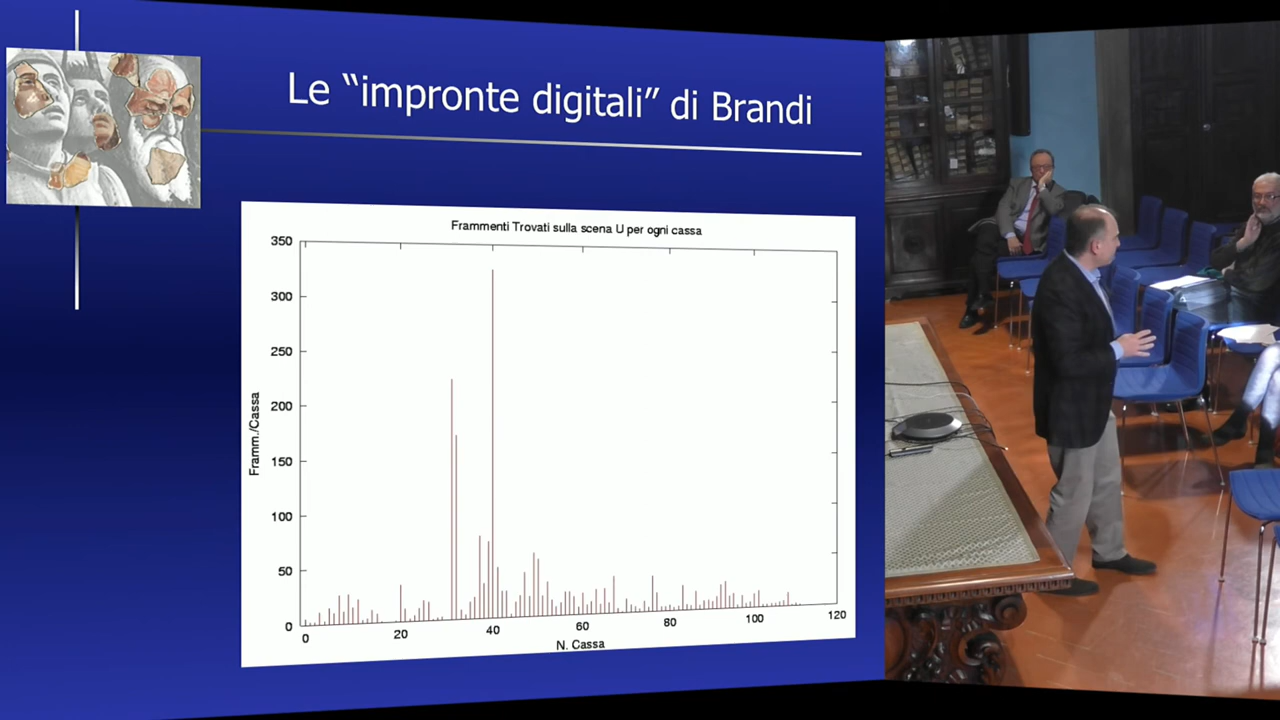 Le “impronte digitali” di Brandi
Frammenti Trovati sulla scena U per ogni cassa
350
300
250
200
150
100
50
0
Framm./Cassa
0 20 40 60 80 100 120
N. Cassa